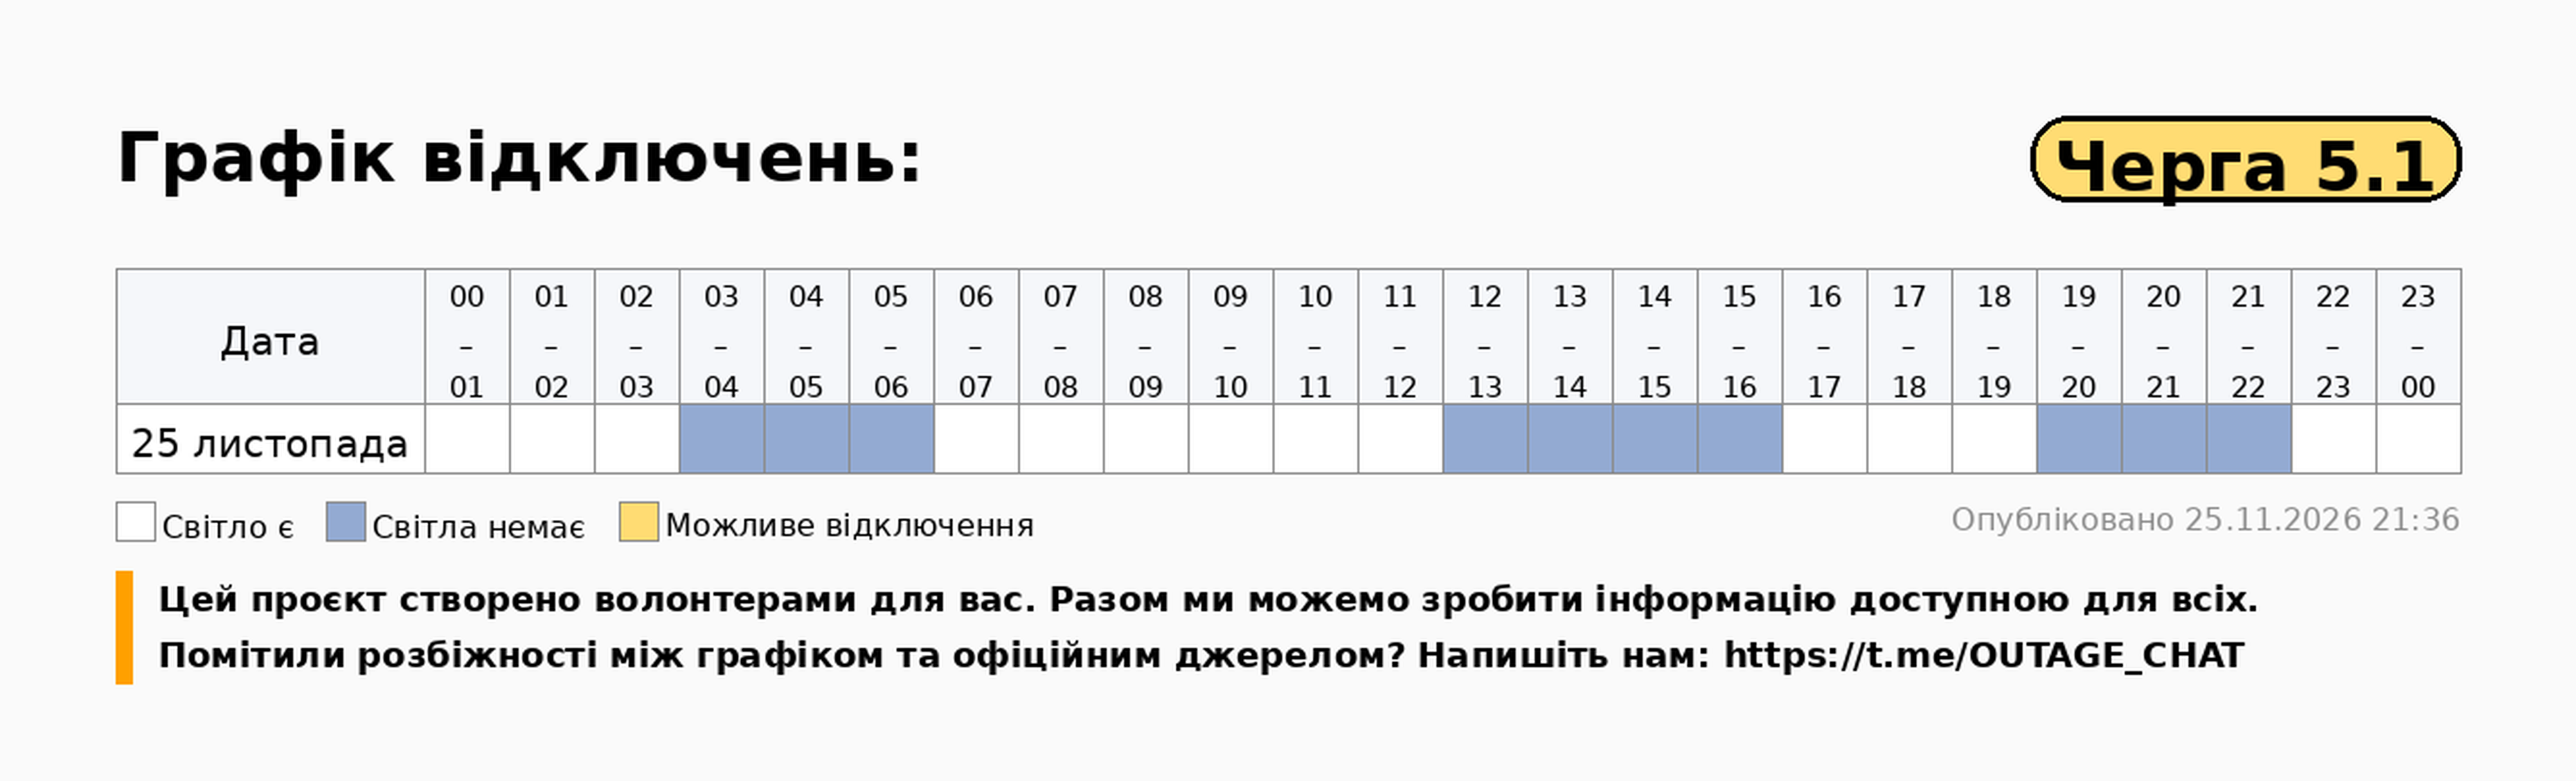 Графік відключень:
Черга 5.1
Дата
00 – 01
01 – 02
02 – 03
03 – 04
04 – 05
05 – 06
06 – 07
07 – 08
08 – 09
09 – 10
10 – 11
11 – 12
12 – 13
13 – 14
14 – 15
15 – 16
16 – 17
17 – 18
18 – 19
19 – 20
20 – 21
21 – 22
22 – 23
23 – 00
25 листопада
Світло є
Світла немає
Можливе відключення
Опубліковано 25.11.2026 21:36
Цей проєкт створено волонтерами для вас. Разом ми можемо зробити інформацію доступною для всіх.
Помітили розбіжності між графіком та офіційним джерелом? Напишіть нам: https://t.me/OUTAGE_CHAT